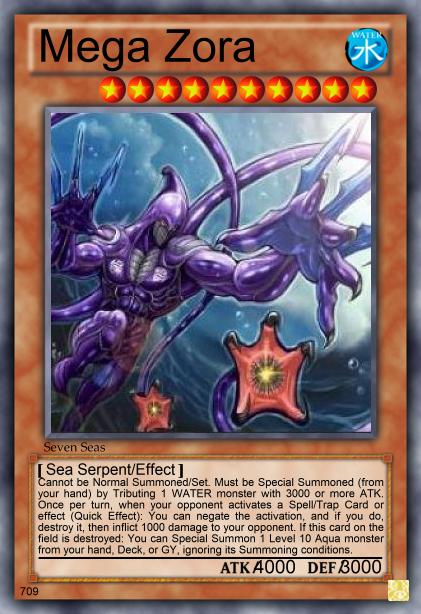 Mega Zora
WATER
水
Seven Seas
[ Sea Serpent/Effect ]
Cannot be Normal Summoned/Set. Must be Special Summoned (from
your hand) by Tributing 1 WATER monster with 3000 or more ATK.
Once per turn, when your opponent activates a Spell/Trap Card or
effect (Quick Effect): You can negate the activation, and if you do,
destroy it, then inflict 1000 damage to your opponent. If this card on
the field is destroyed: You can Special Summon 1 Level 10 Aqua monster
from your hand, Deck, or GY, ignoring its Summoning conditions.
ATK 4000 DEF 3000
709